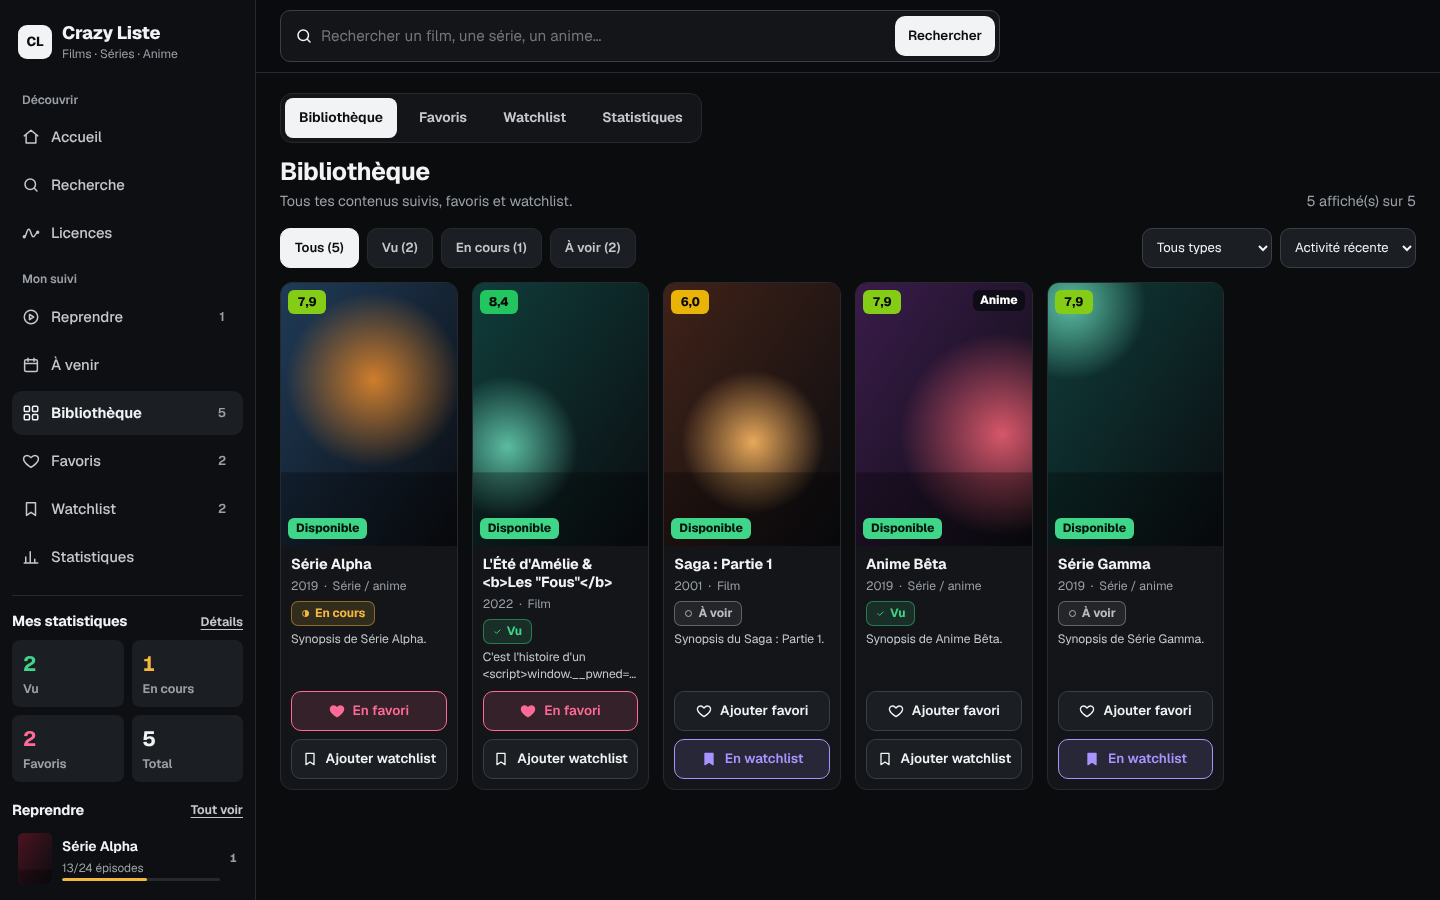 CL
Crazy Liste
Films · Séries · Anime
Découvrir
Accueil
Recherche
Licences
Mon suivi
Reprendre 1
À venir
Bibliothèque 5
Favoris 2
Watchlist 2
Statistiques
Mes statistiques Détails
2
Vu
1
En cours
2
Favoris
5
Total
Reprendre Tout voir
Série Alpha
13/24 épisodes
1
Rechercher un film, une série, un anime...
Rechercher
Bibliothèque Favoris Watchlist Statistiques
Bibliothèque
Tous tes contenus suivis, favoris et watchlist.
5 affiché(s) sur 5
Tous (5) Vu (2) En cours (1) À voir (2)
Tous types Activité récente
7,9
Disponible
Série Alpha
2019 · Série / anime
En cours
Synopsis de Série Alpha.
En favori
Ajouter watchlist
8,4
Disponible
L'Été d'Amélie &
<b>Les "Fous"</b>
2022 · Film
Vu
C'est l'histoire d'un
<script>window.__pwned=...
En favori
Ajouter watchlist
6,0
Disponible
Saga : Partie 1
2001 · Film
À voir
Synopsis du Saga : Partie 1.
Ajouter favori
En watchlist
7,9
Anime
Disponible
Anime Bêta
2019 · Série / anime
Vu
Synopsis de Anime Bêta.
Ajouter favori
Ajouter watchlist
7,9
Disponible
Série Gamma
2019 · Série / anime
À voir
Synopsis de Série Gamma.
Ajouter favori
En watchlist